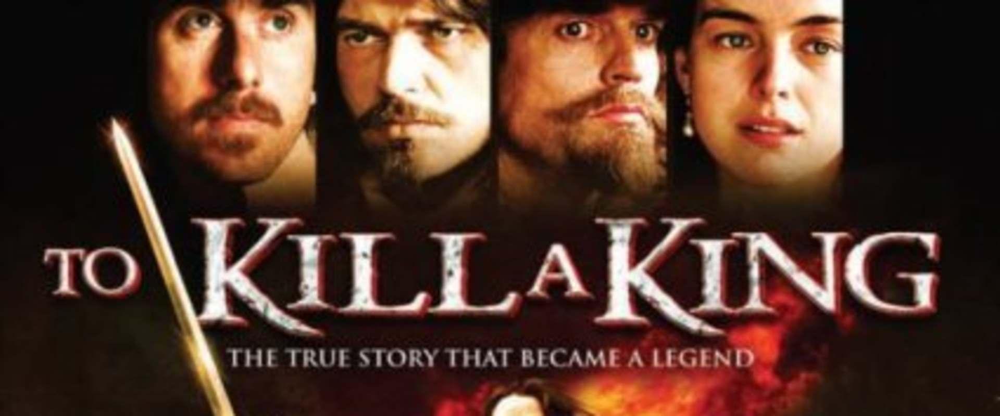 TO KILL A KING
THE TRUE STORY THAT BECAME A LEGEND